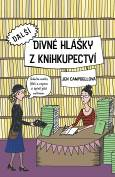 DALŠÍ
DIVNÉ HLÁŠKY
Z KNIHKUPECTVÍ
JEN CAMPBELLOVÁ